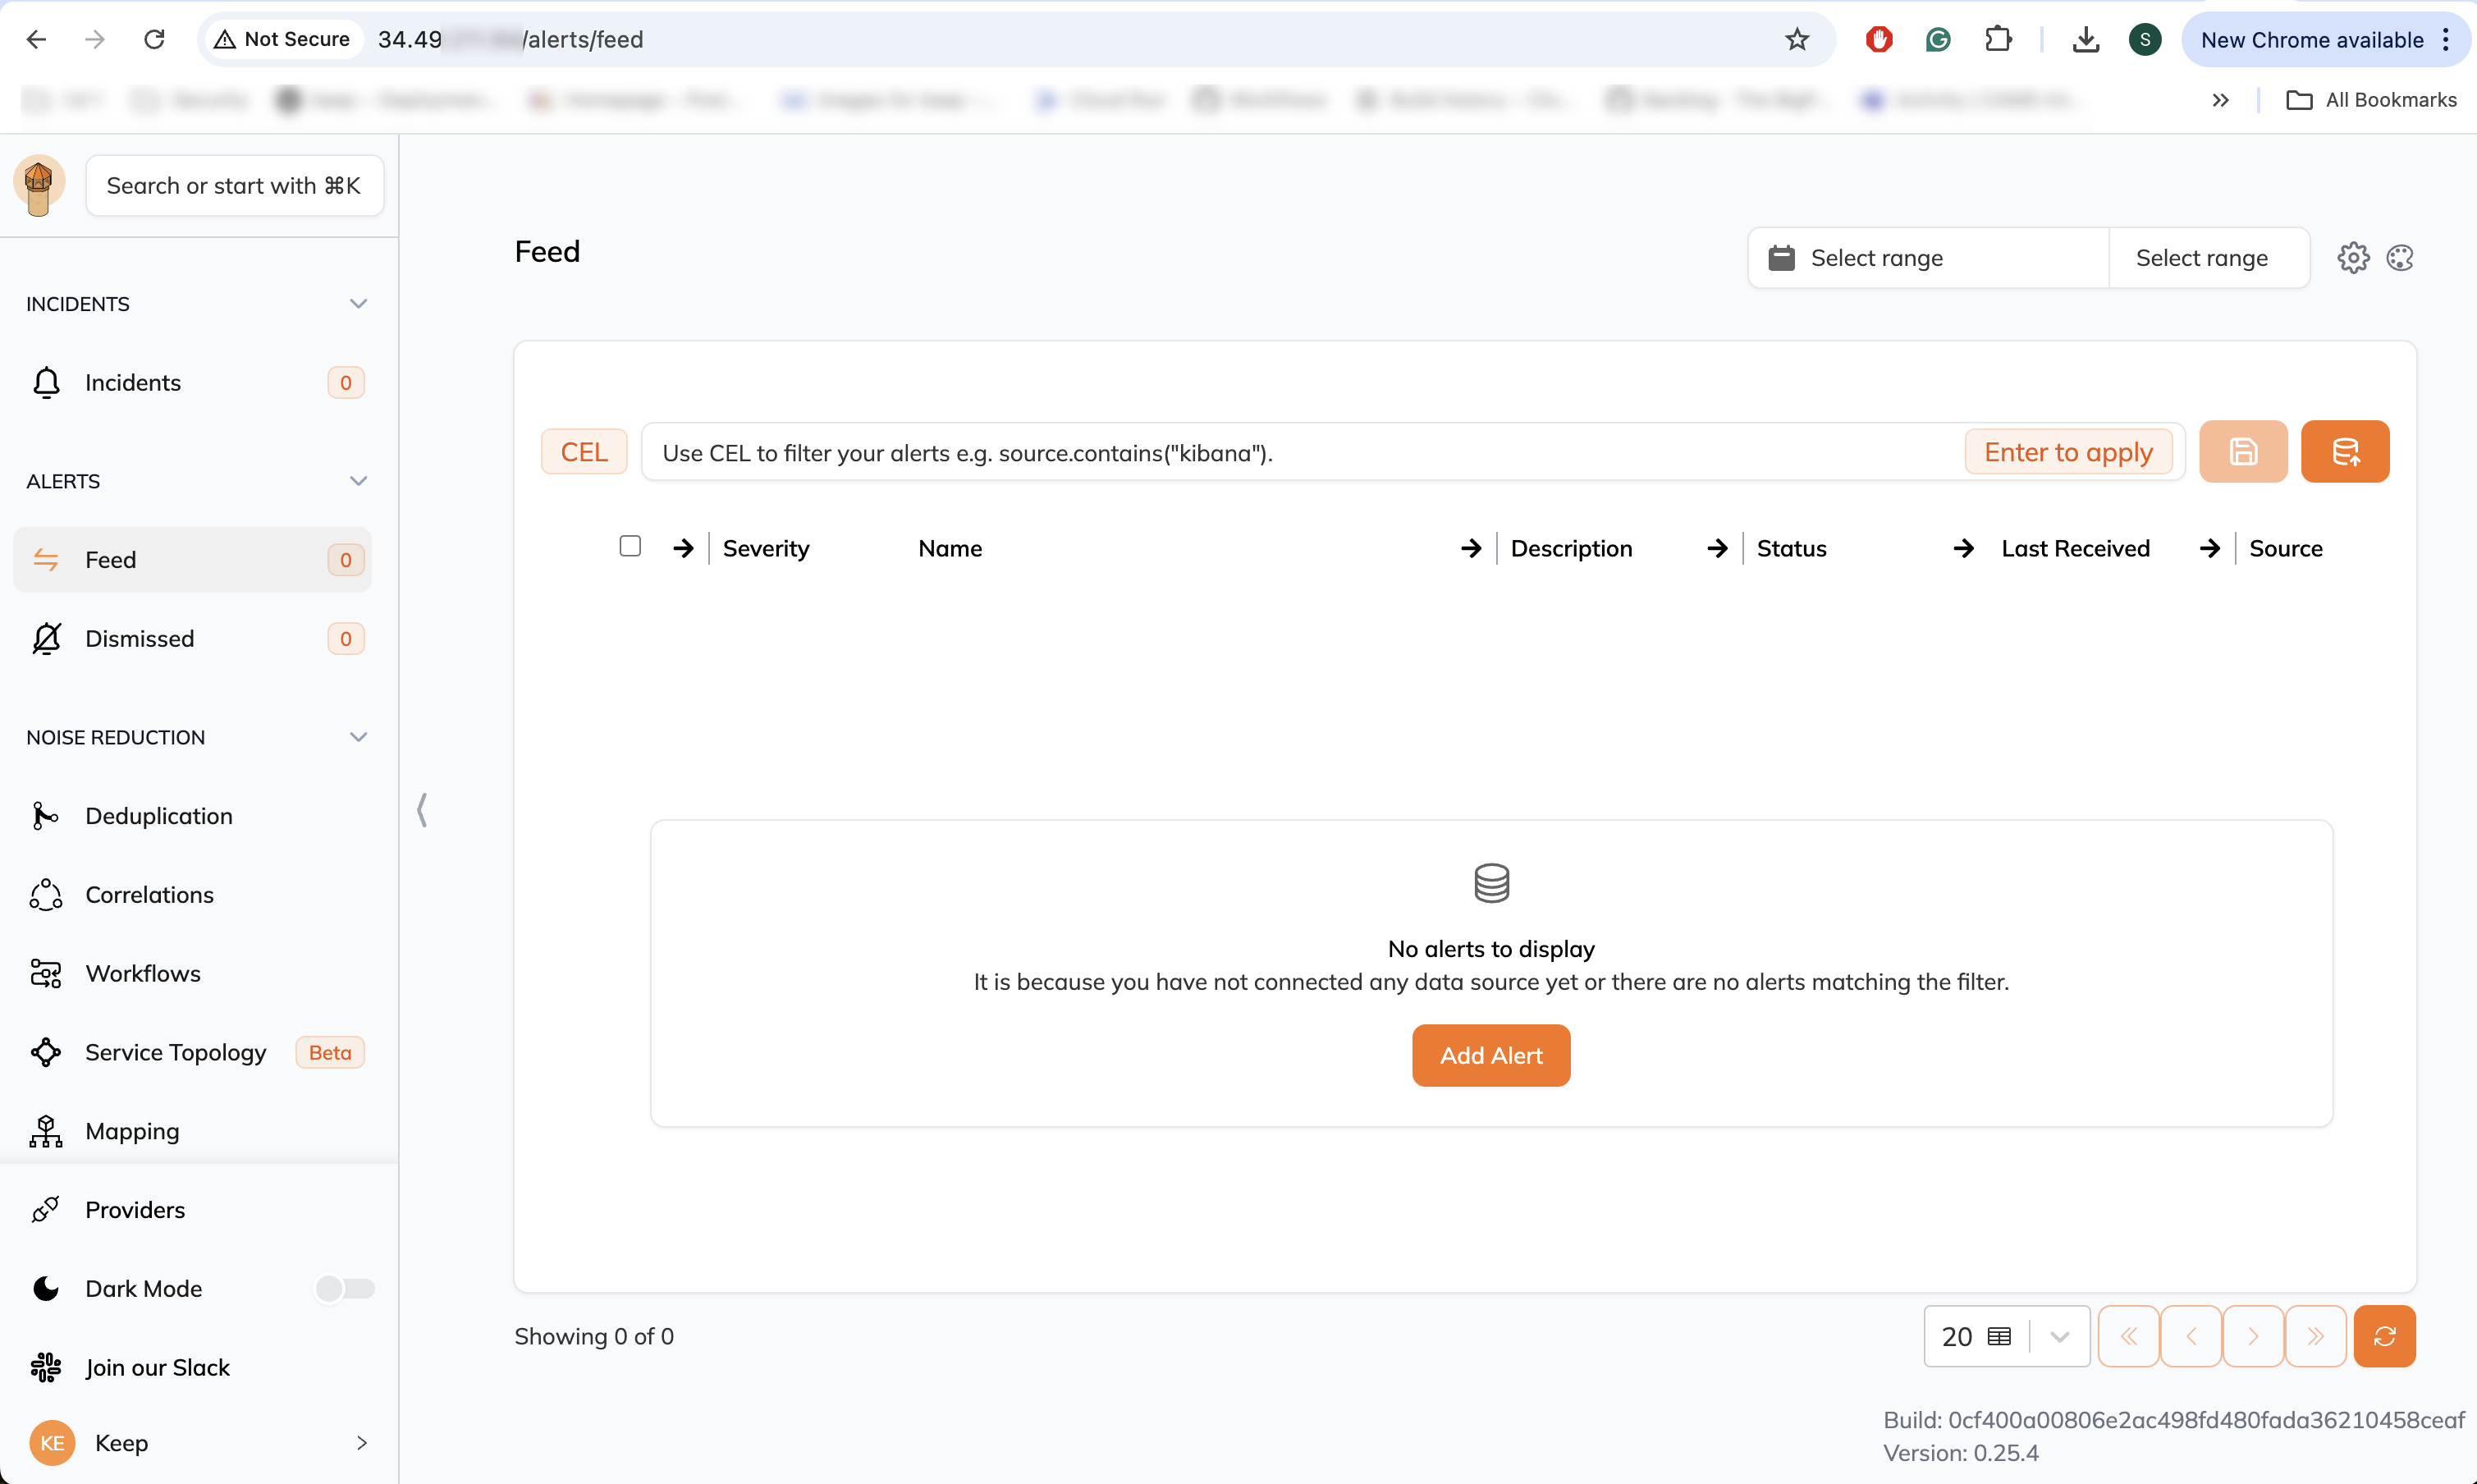 Not Secure 34.49 /alerts/feed
S
New Chrome available
All Bookmarks
Search or start with ⌘K
INCIDENTS
Incidents 0
ALERTS
Feed 0
Dismissed 0
NOISE REDUCTION
Deduplication
Correlations
Workflows
Service Topology Beta
Mapping
Providers
Dark Mode
Join our Slack
KE Keep
Feed
Select range Select range
CEL Use CEL to filter your alerts e.g. source.contains("kibana"). Enter to apply
Severity Name Description Status Last Received Source
No alerts to display
It is because you have not connected any data source yet or there are no alerts matching the filter.
Add Alert
Showing 0 of 0
20
Build: 0cf400a00806e2ac498fd480fada36210458ceaf
Version: 0.25.4